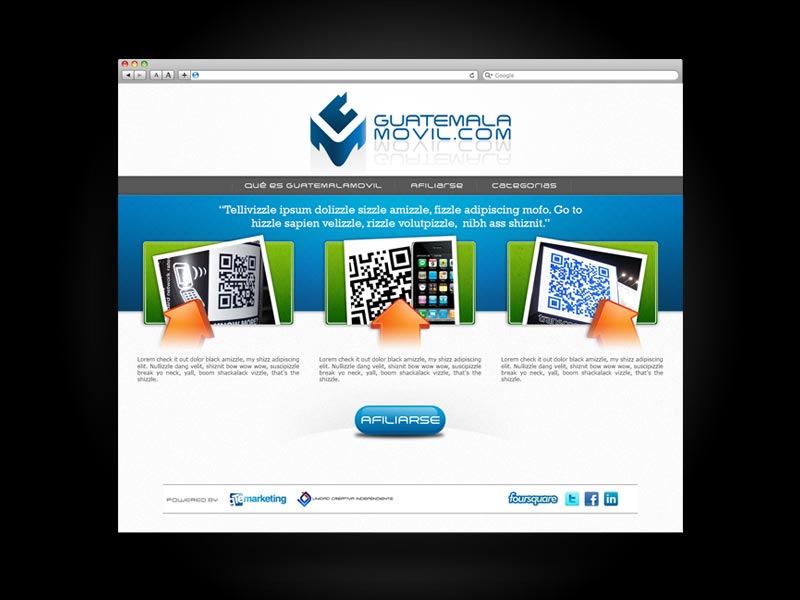 A A + Google
GUATEMALA
MOVIL.COM
QUÉ ES GUATEMALAMOVIL AFILIARSE CATEGORIAS
“Tellivizzle ipsum dolizzle sizzle amizzle, fizzle adipiscing mofo. Go to
hizzle sapien velizzle, rizzle volutpizzle, nibh ass shiznit.”
Lorem check it out dolor black amizzle, my shizz adipiscing
elit. Nullizzle dang velit, shiznit bow wow wow, suscipizzle
break yo neck, yall, boom shackalack vizzle, that's the
shizzle.
Lorem check it out dolor black amizzle, my shizz adipiscing
elit. Nullizzle dang velit, shiznit bow wow wow, suscipizzle
break yo neck, yall, boom shackalack vizzle, that's the
shizzle.
Lorem check it out dolor black amizzle, my shizz adipiscing
elit. Nullizzle dang velit, shiznit bow wow wow, suscipizzle
break yo neck, yall, boom shackalack vizzle, that's the
shizzle.
AFILIARSE
POWERED BY marketing UNIDAD CREATIVA INDEPENDIENTE foursquare t f in